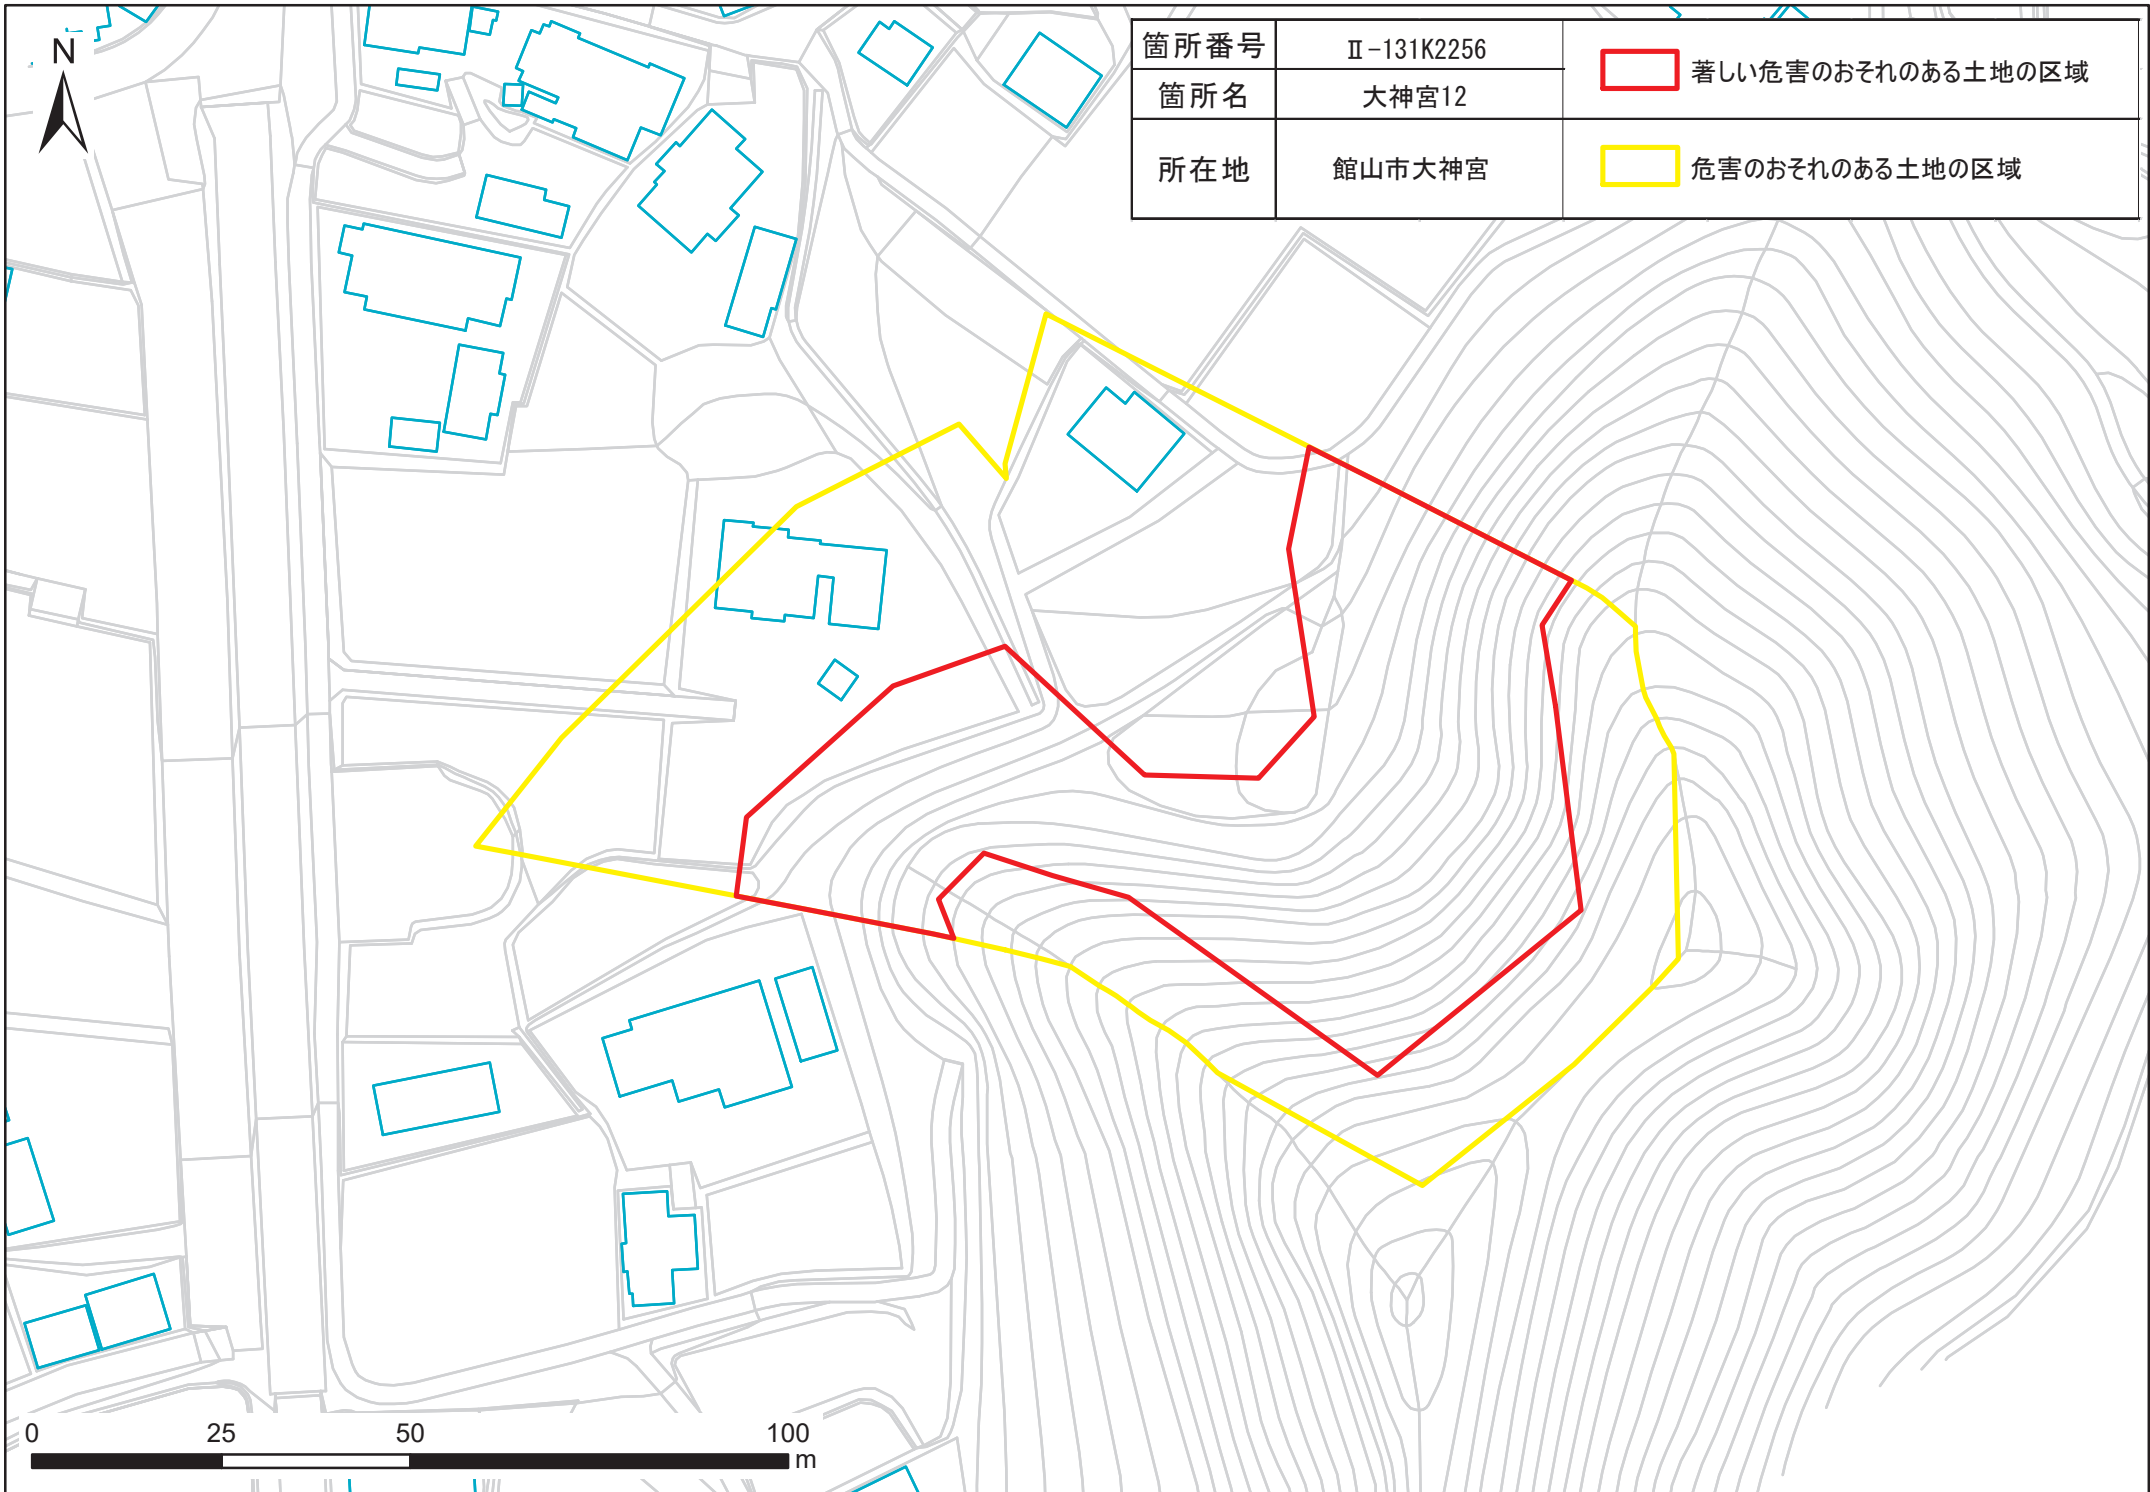 N
箇所番号 Ⅱ-131K2256
箇所名 大神宮12
所在地 館山市大神宮
著しい危害のおそれのある土地の区域
危害のおそれのある土地の区域
0 25 50 100
m